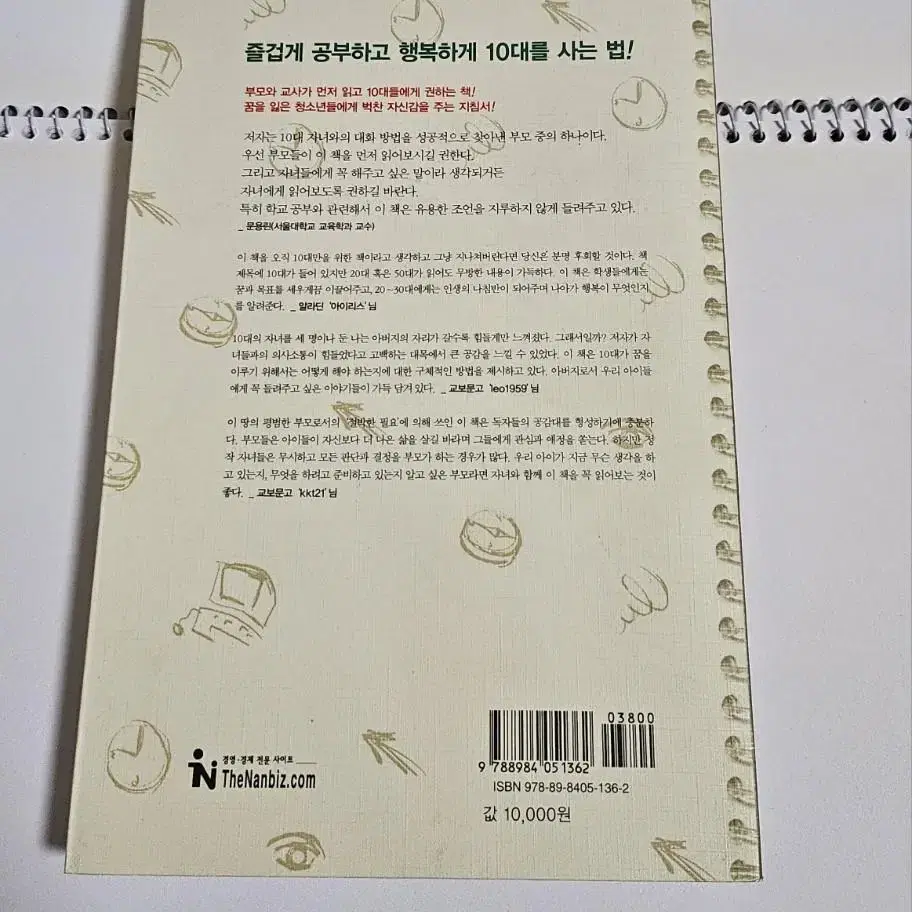 즐겁게 공부하고 행복하게 10대를 사는 법!
부모와 교사가 먼저 읽고 10대들에게 권하는 책!
꿈을 잃은 청소년들에게 벅찬 자신감을 주는 지침서!
저자는 10대 자녀와의 대화 방법을 성공적으로 찾아낸 부모 중의 하나이다.
우선 부모들이 이 책을 먼저 읽어보시길 권한다.
그리고 자녀들에게 꼭 해주고 싶은 말이라 생각되거든
자녀에게 읽어보도록 권하길 바란다.
특히 학교 공부와 관련해서 이 책은 유용한 조언을 지루하지 않게 들려주고 있다.
_ 문용린(서울대학교 교육학과 교수)
이 책을 오직 10대만을 위한 책이라고 생각하고 그냥 지나쳐버린다면 당신은 분명 후회할 것이다. 책
제목에 10대가 들어 있지만 20대 혹은 50대가 읽어도 무방한 내용이 가득하다. 이 책은 학생들에게는
꿈과 목표를 세우게끔 이끌어주고, 20~30대에게는 인생의 나침반이 되어주며 나아가 행복이 무엇인지
를 알려준다. _ 알라딘 '아이리스'님
10대의 자녀를 세 명이나 둔 나는 아버지의 자리가 갈수록 힘들게만 느껴졌다. 그래서일까? 저자가 자
녀들과의 의사소통이 힘들었다고 고백하는 대목에서 큰 공감을 느낄 수 있었다. 이 책은 10대가 꿈을
이루기 위해서는 어떻게 해야 하는지에 대한 구체적인 방법을 제시하고 있다. 아버지로서 우리 아이들
에게 꼭 들려주고 싶은 이야기들이 가득 담겨 있다. _ 교보문고 'leo1959'님
이 땅의 평범한 부모로서의 '절박한 필요'에 의해 쓰인 이 책은 독자들의 공감대를 형성하기에 충분하
다. 부모들은 아이들이 자신보다 더 나은 삶을 살길 바라며 그들에게 관심과 애정을 쏟는다. 하지만 정
작 자녀들은 무시하고 모든 판단과 결정을 부모가 하는 경우가 많다. 우리 아이가 지금 무슨 생각을 하
고 있는지, 무엇을 하려고 준비하고 있는지 알고 싶은 부모라면 자녀와 함께 이 책을 꼭 읽어보는 것이
좋다. _ 교보문고 'kkt21'님
경영·경제 전문 사이트
TheNanbiz.com
03800
9 788984 051362
ISBN 978-89-8405-136-2
값 10,000원